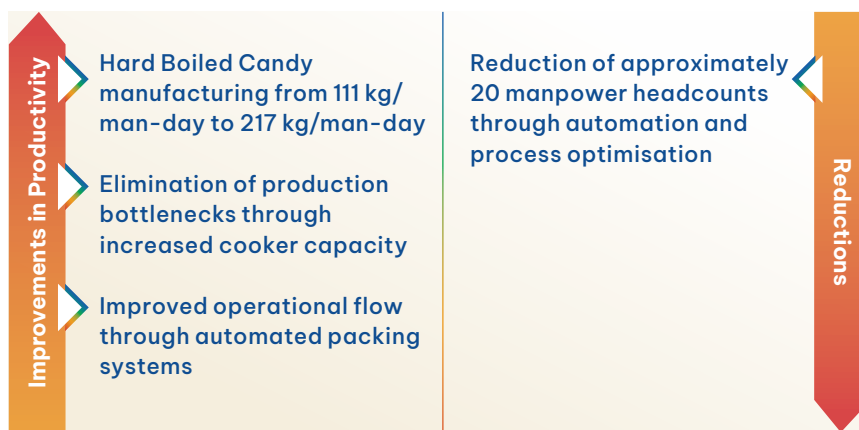 Improvements in Productivity
Hard Boiled Candy
manufacturing from 111 kg/
man-day to 217 kg/man-day
Elimination of production
bottlenecks through
increased cooker capacity
Improved operational flow
through automated packing
systems
Reduction of approximately
20 manpower headcounts
through automation and
process optimisation
Reductions